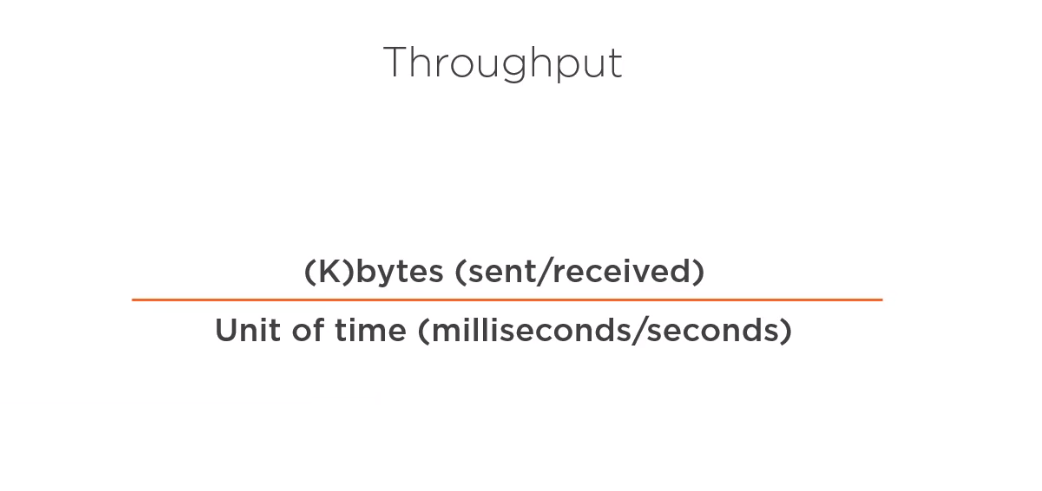 Throughput
(K)bytes (sent/received)
Unit of time (milliseconds/seconds)